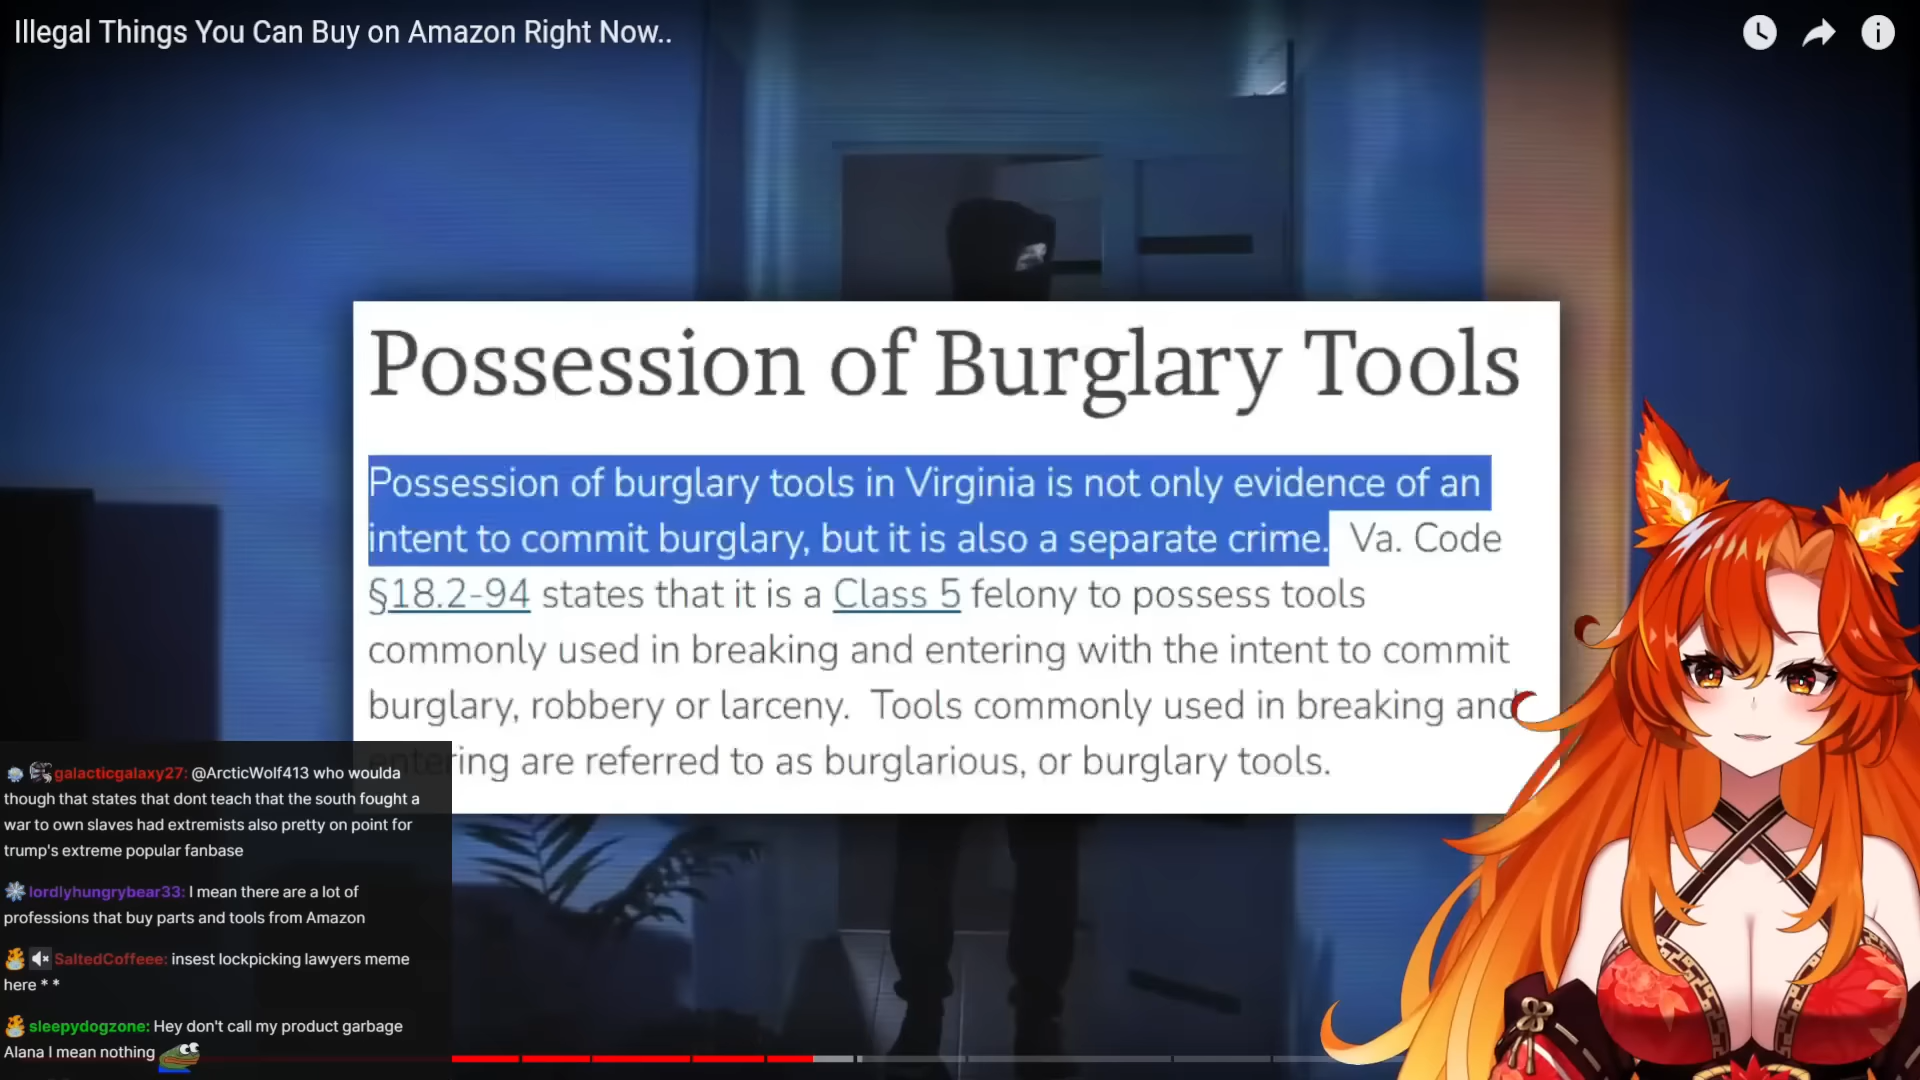 Illegal Things You Can Buy on Amazon Right Now..
Possession of Burglary Tools
Possession of burglary tools in Virginia is not only evidence of an
intent to commit burglary, but it is also a separate crime. Va. Code
§18.2-94 states that it is a Class 5 felony to possess tools
commonly used in breaking and entering with the intent to commit
burglary, robbery or larceny. Tools commonly used in breaking and
entering are referred to as burglarious, or burglary tools.
galacticgalaxy27: @ArcticWolf413 who woulda
though that states that dont teach that the south fought a
war to own slaves had extremists also pretty on point for
trump's extreme popular fanbase
lordlyhungrybear33: I mean there are a lot of
professions that buy parts and tools from Amazon
SaltedCoffeee: insest lockpicking lawyers meme
here * *
sleepydogzone: Hey don't call my product garbage
Alana I mean nothing